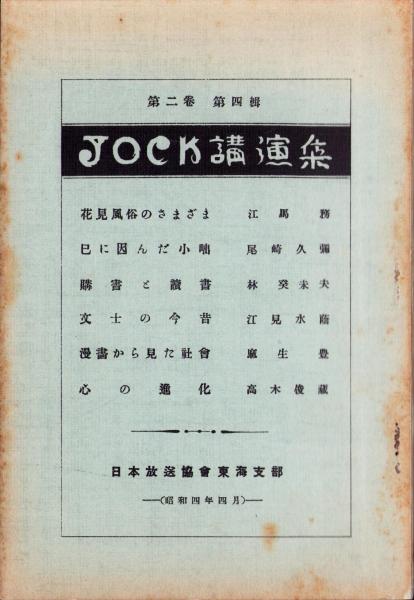 第二卷 第四輯
JOCK講演集
花見風俗のさまざま 江馬務
巳に因んだ小咄 尾崎久彌
購書と讀書 林癸未夫
文士の今昔 江見水蔭
漫畫から見た社會 麻生豊
心の進化 高木俊藏
日本放送協會東海支部
(昭和四年四月)